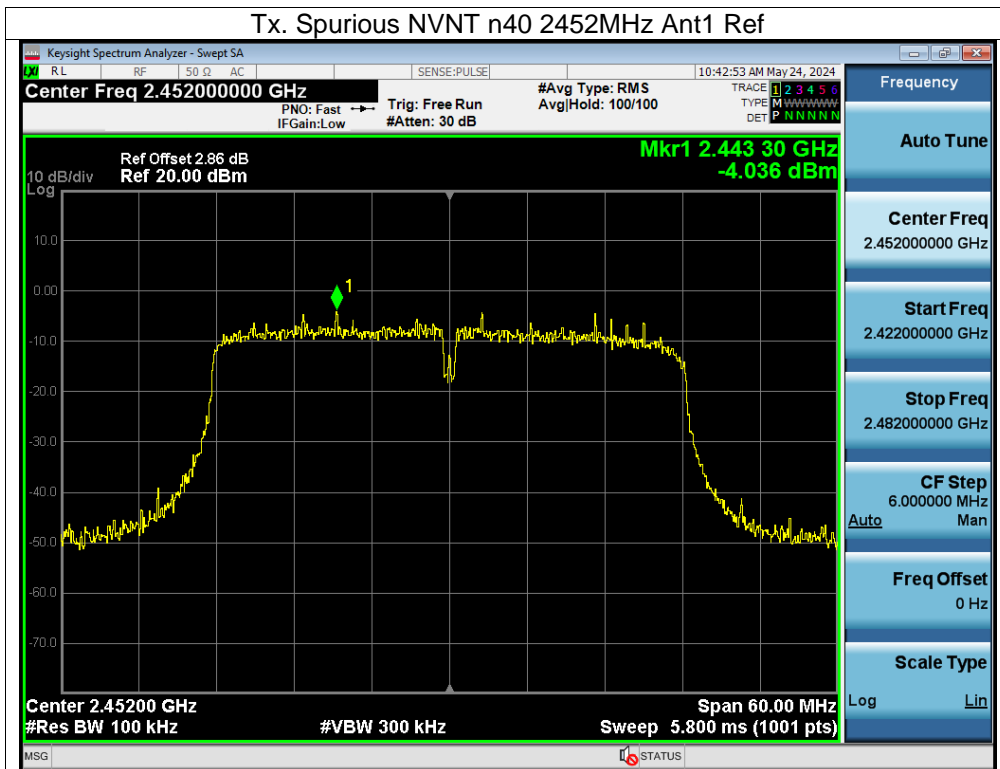 Tx. Spurious NVNT n40 2452MHz Ant1 Ref
Keysight Spectrum Analyzer - Swept SA
LXI RL RF 50 Ω AC SENSE:PULSE 10:42:53 AM May 24, 2024
Center Freq 2.452000000 GHz
PNO: Fast
IFGain:Low
Trig: Free Run
#Atten: 30 dB
#Avg Type: RMS
Avg|Hold: 100/100
TRACE 1 2 3 4 5 6
TYPE M WWWWW
DET P N N N N N
Frequency
Auto Tune
Center Freq
2.452000000 GHz
Start Freq
2.422000000 GHz
Stop Freq
2.482000000 GHz
CF Step
6.000000 MHz
Auto Man
Freq Offset
0 Hz
Scale Type
Log Lin
Mkr1 2.443 30 GHz
-4.036 dBm
Ref Offset 2.86 dB
10 dB/div Ref 20.00 dBm
Log
10.0
1
0.00
-10.0
-20.0
-30.0
-40.0
-50.0
-60.0
-70.0
Center 2.45200 GHz Span 60.00 MHz
#Res BW 100 kHz #VBW 300 kHz Sweep 5.800 ms (1001 pts)
MSG STATUS